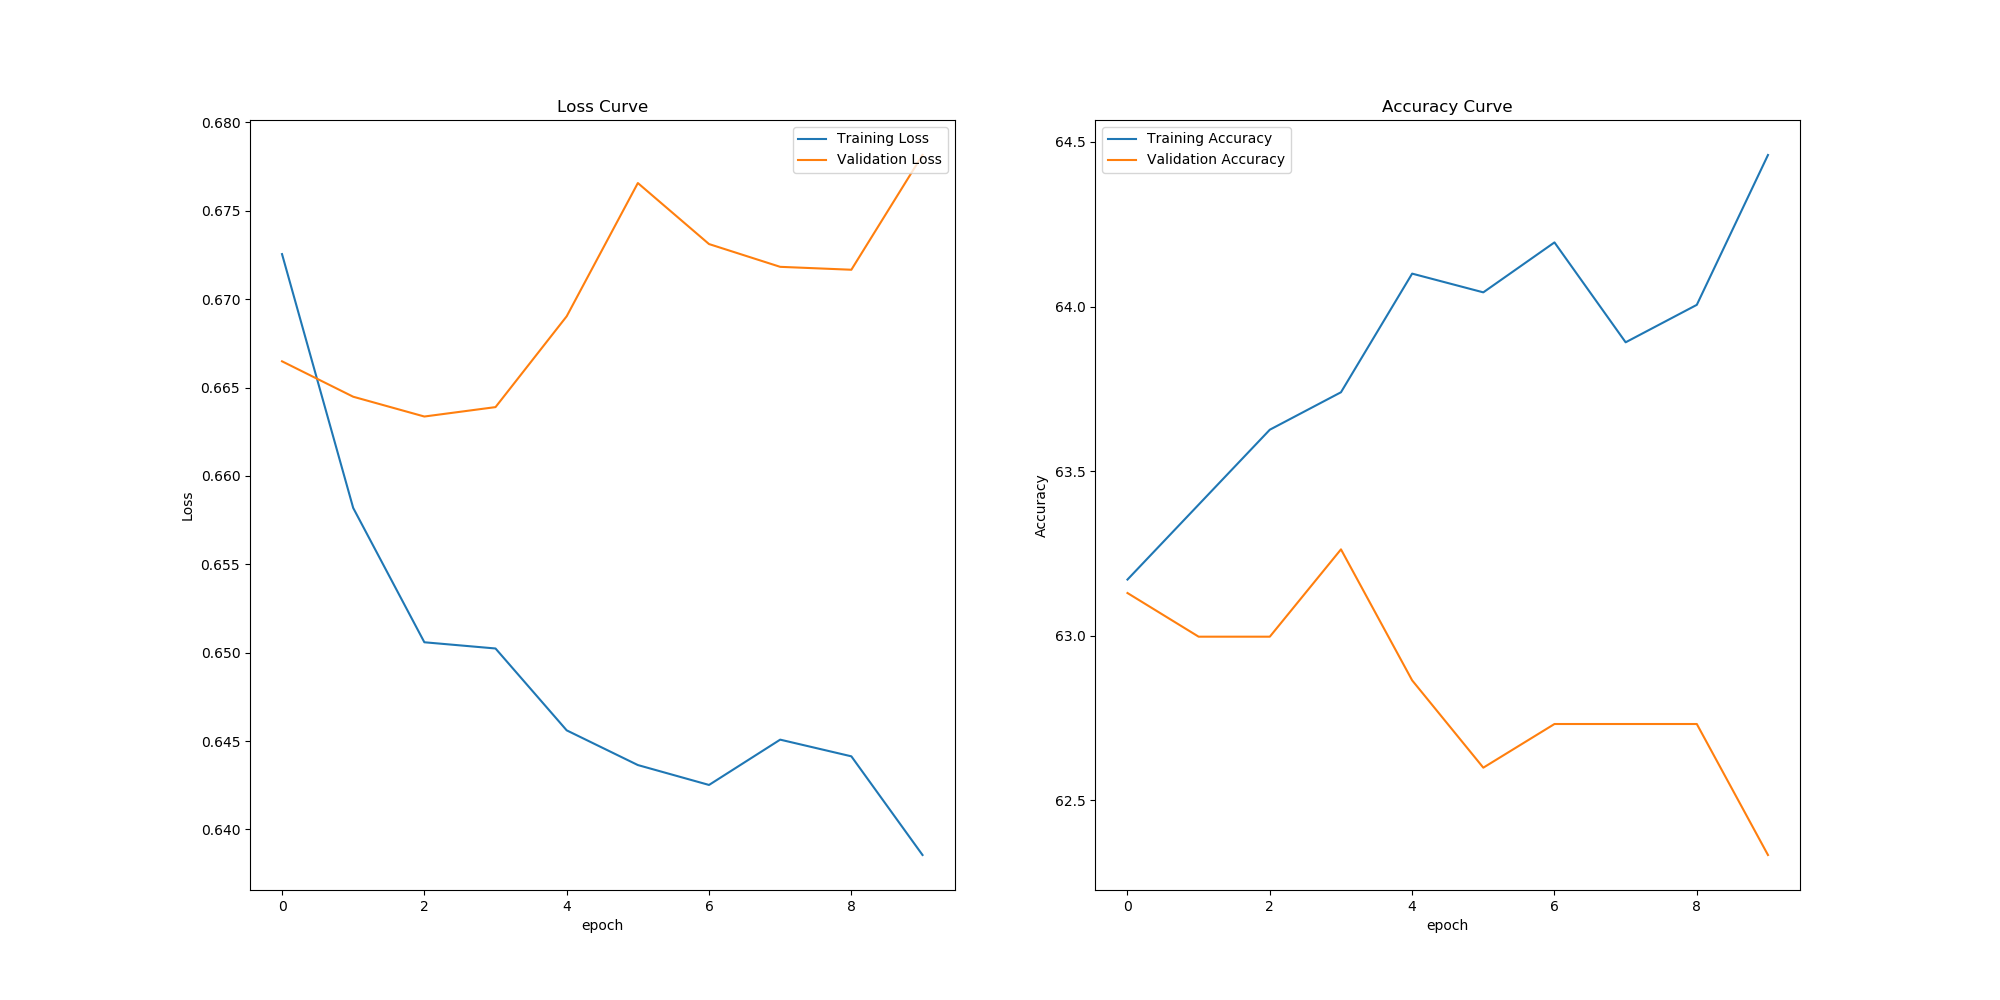 Loss Curve
Training Loss
Validation Loss
0.680
0.675
0.670
0.665
0.660
0.655
0.650
0.645
0.640
Loss
0 2 4 6 8
epoch
Accuracy Curve
Training Accuracy
Validation Accuracy
64.5
64.0
63.5
63.0
62.5
Accuracy
0 2 4 6 8
epoch